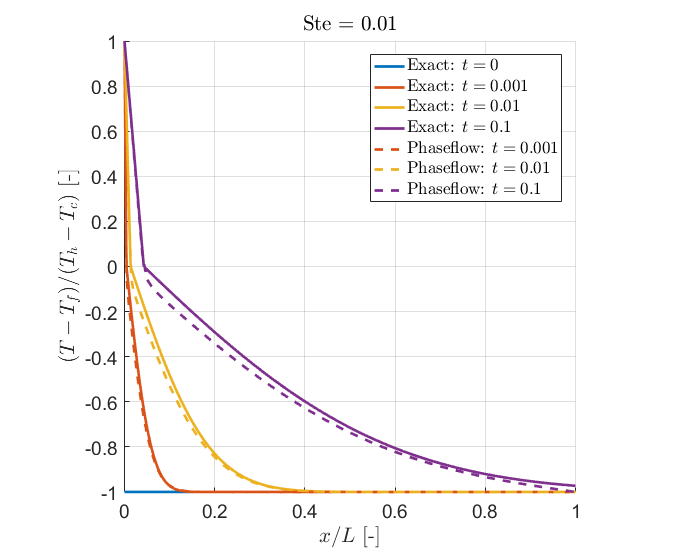 Ste = 0.01
Exact: t = 0
Exact: t = 0.001
Exact: t = 0.01
Exact: t = 0.1
Phaseflow: t = 0.001
Phaseflow: t = 0.01
Phaseflow: t = 0.1
(T − T_f)/(T_h − T_c) [-]
1
0.8
0.6
0.4
0.2
0
-0.2
-0.4
-0.6
-0.8
-1
0 0.2 0.4 0.6 0.8 1
x/L [-]